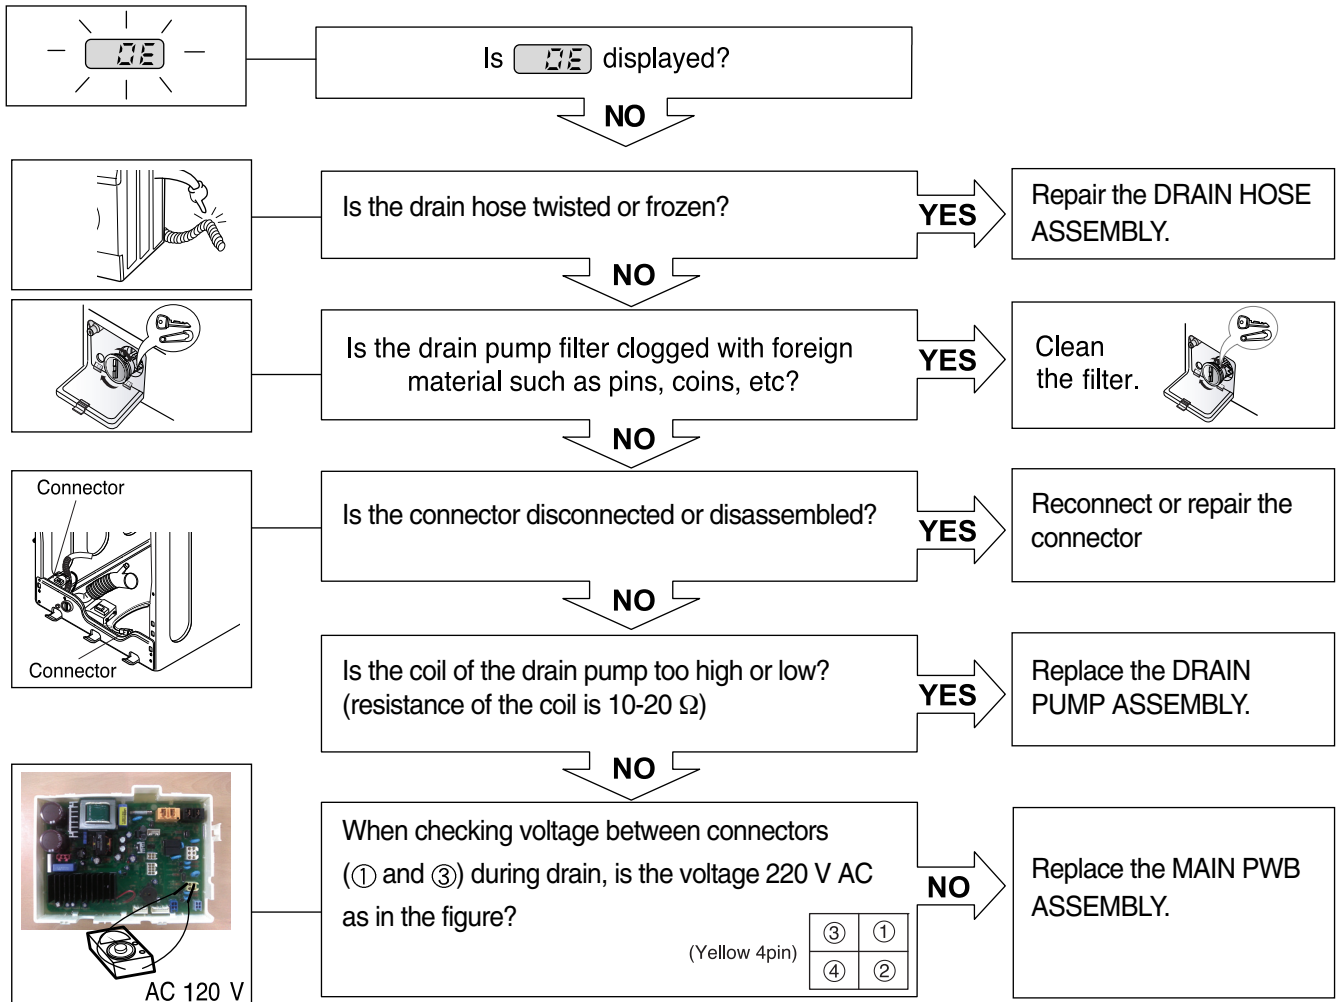 OE
Is OE displayed?
NO
Is the drain hose twisted or frozen?
YES
Repair the DRAIN HOSE
ASSEMBLY.
NO
Is the drain pump filter clogged with foreign
material such as pins, coins, etc?
YES
Clean
the filter.
NO
Connector
Connector
Is the connector disconnected or disassembled?
YES
Reconnect or repair the
connector
NO
Is the coil of the drain pump too high or low?
(resistance of the coil is 10-20 Ω)
YES
Replace the DRAIN
PUMP ASSEMBLY.
NO
AC 120 V
When checking voltage between connectors
(① and ③) during drain, is the voltage 220 V AC
as in the figure?
(Yellow 4pin)
③ ①
④ ②
NO
Replace the MAIN PWB
ASSEMBLY.